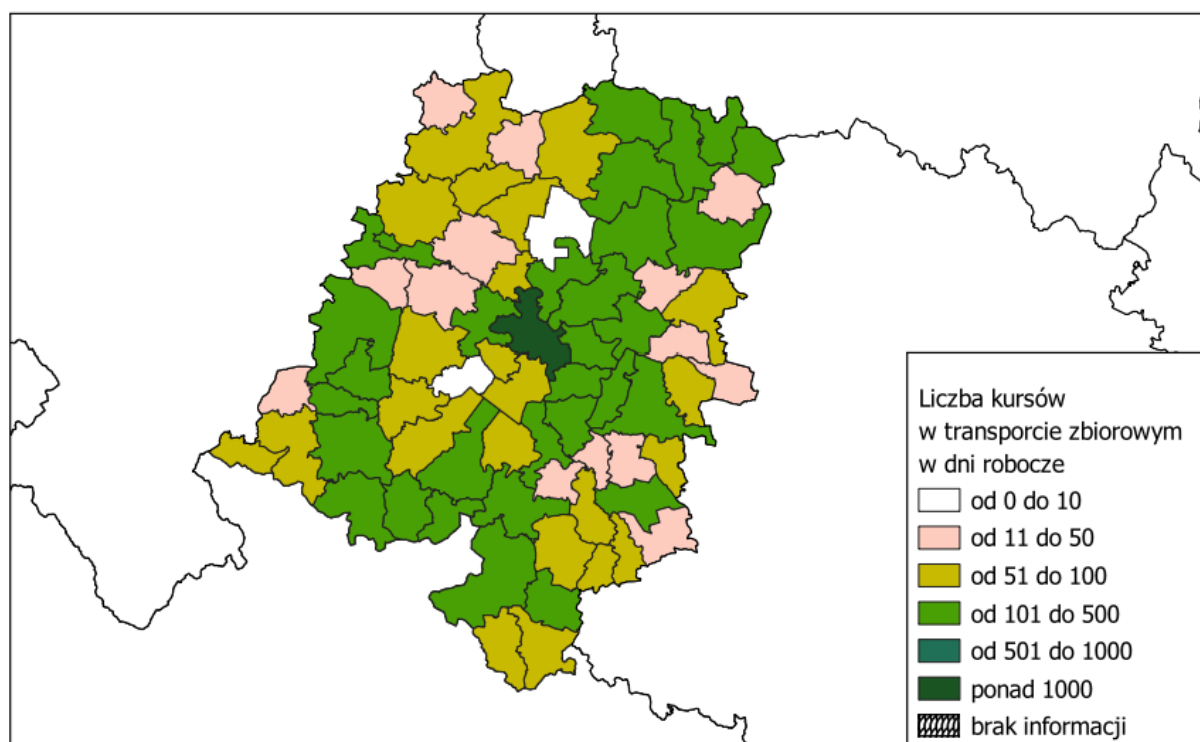 Liczba kursów
w transporcie zbiorowym
w dni robocze
od 0 do 10
od 11 do 50
od 51 do 100
od 101 do 500
od 501 do 1000
ponad 1000
brak informacji